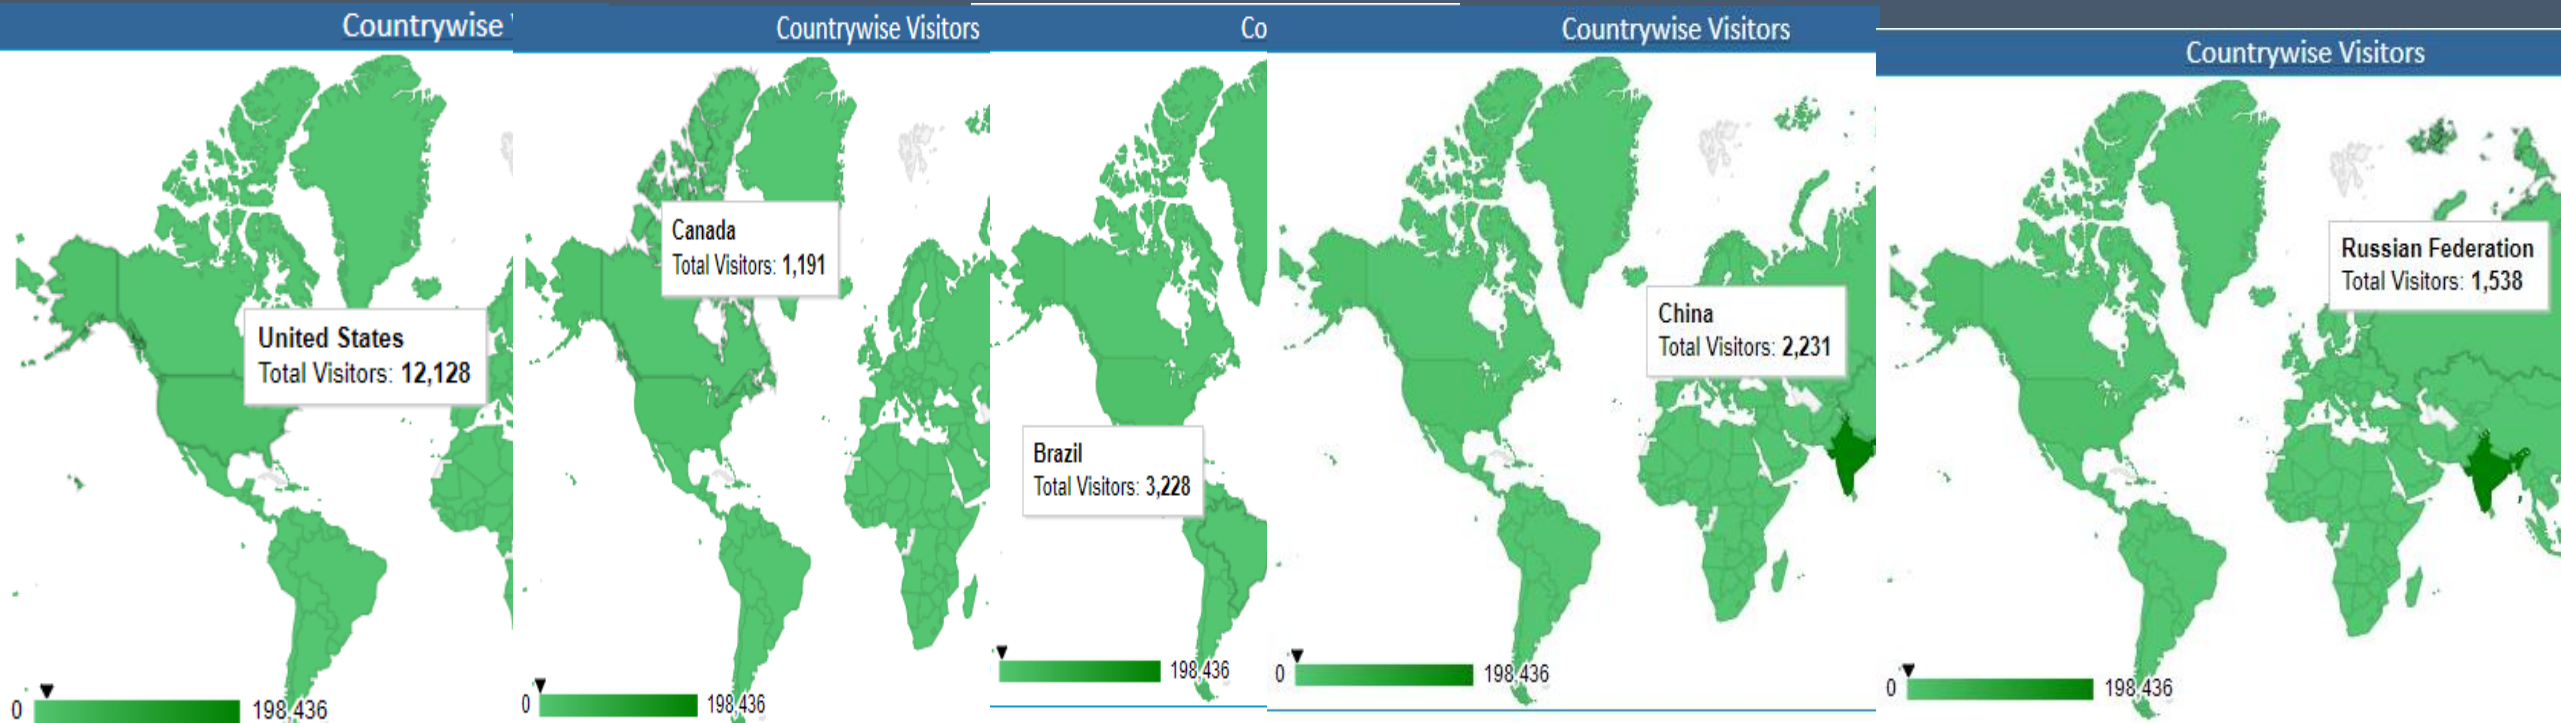 Countrywise
United States
Total Visitors: 12,128
0
198,436
Countrywise Visitors
Canada
Total Visitors: 1,191
0
198,436
Co
Brazil
Total Visitors: 3,228
198,436
Countrywise Visitors
China
Total Visitors: 2,231
0
198,436
Countrywise Visitors
Russian Federation
Total Visitors: 1,538
0
198,436